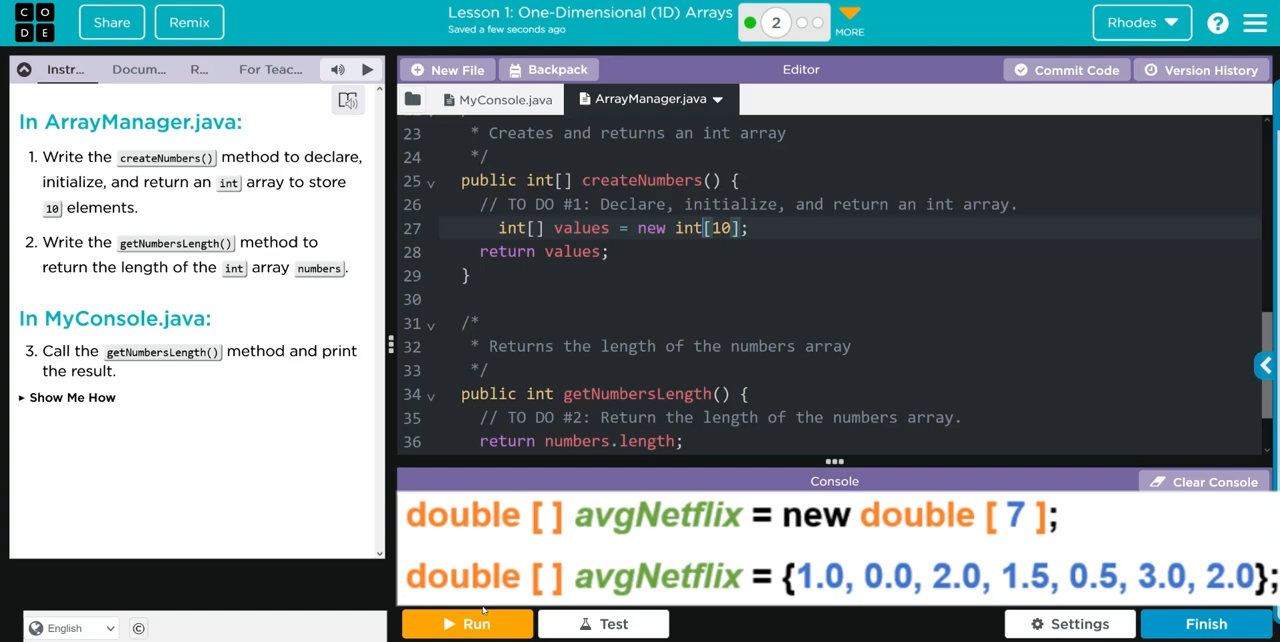 CO
DE
Share
Remix
Lesson 1: One-Dimensional (1D) Arrays
Saved a few seconds ago
2
MORE
Rhodes
?
Instr...
Docum...
R...
For Teac...
In ArrayManager.java:
1. Write the createNumbers() method to declare,
initialize, and return an int array to store
10 elements.
2. Write the getNumbersLength() method to
return the length of the int array numbers.
In MyConsole.java:
3. Call the getNumbersLength() method and print
the result.
Show Me How
English
©
New File
Backpack
Editor
Commit Code
Version History
MyConsole.java
ArrayManager.java
23 * Creates and returns an int array
24 */
25 public int[] createNumbers() {
26 // TO DO #1: Declare, initialize, and return an int array.
27 int[] values = new int[10];
28 return values;
29 }
30
31 /*
32 * Returns the length of the numbers array
33 */
34 public int getNumbersLength() {
35 // TO DO #2: Return the length of the numbers array.
36 return numbers.length;
Console
Clear Console
double [ ] avgNetflix = new double [ 7 ];
double [ ] avgNetflix = {1.0, 0.0, 2.0, 1.5, 0.5, 3.0, 2.0};
Run
Test
Settings
Finish